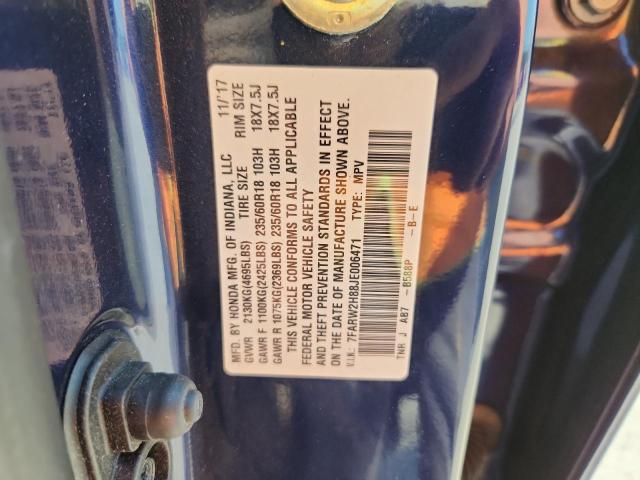 MFD. BY HONDA MFG. OF INDIANA, LLC 11/'17
GVWR 2130KG(4695LBS) TIRE SIZE RIM SIZE
GAWR F 1100KG(2425LBS) 235/60R18 103H 18X7.5J
GAWR R 1075KG(2369LBS) 235/60R18 103H 18X7.5J
THIS VEHICLE CONFORMS TO ALL APPLICABLE
FEDERAL MOTOR VEHICLE SAFETY
AND THEFT PREVENTION STANDARDS IN EFFECT
ON THE DATE OF MANUFACTURE SHOWN ABOVE.
V.I.N. 7FARW2H88JE006471 TYPE: MPV
TNR J A87 -B588P -B-E